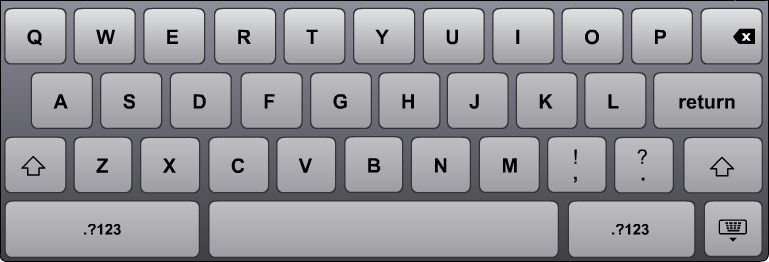 Q W E R T Y U I O P
A S D F G H J K L return
Z X C V B N M ! , ? .
.?123 .?123